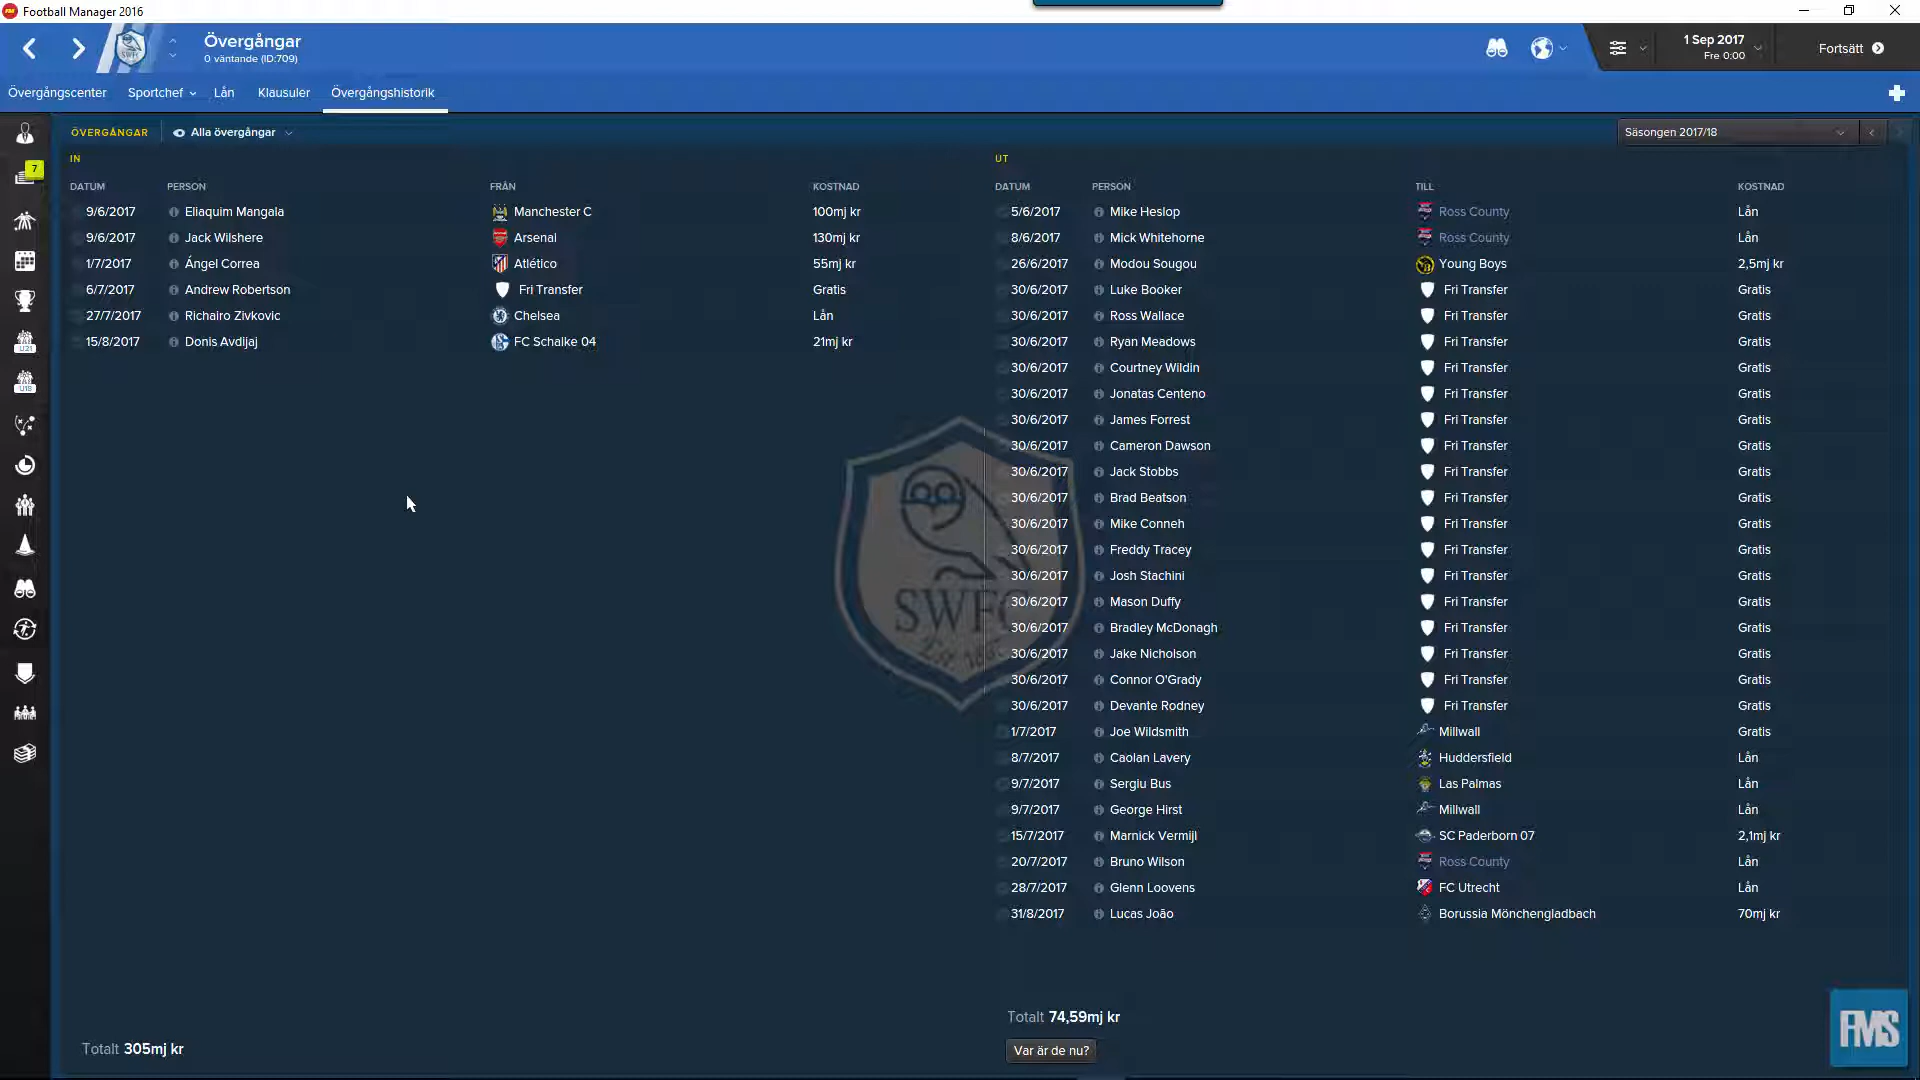 Football Manager 2016
Övergångar
0 väntande (ID:709)
1 Sep 2017
Fre 0:00
Fortsätt
Övergångscenter Sportchef Lån Klausuler Övergångshistorik
ÖVERGÅNGAR Alla övergångar Säsongen 2017/18
7
U21
U18
IN
DATUM PERSON FRÅN KOSTNAD
9/6/2017 Eliaquim Mangala Manchester C 100mj kr
9/6/2017 Jack Wilshere Arsenal 130mj kr
1/7/2017 Ángel Correa Atlético 55mj kr
6/7/2017 Andrew Robertson Fri Transfer Gratis
27/7/2017 Richairo Zivkovic Chelsea Lån
15/8/2017 Donis Avdijaj FC Schalke 04 21mj kr
Totalt 305mj kr
UT
DATUM PERSON TILL KOSTNAD
5/6/2017 Mike Heslop Ross County Lån
8/6/2017 Mick Whitehorne Ross County Lån
26/6/2017 Modou Sougou Young Boys 2,5mj kr
30/6/2017 Luke Booker Fri Transfer Gratis
30/6/2017 Ross Wallace Fri Transfer Gratis
30/6/2017 Ryan Meadows Fri Transfer Gratis
30/6/2017 Courtney Wildin Fri Transfer Gratis
30/6/2017 Jonatas Centeno Fri Transfer Gratis
30/6/2017 James Forrest Fri Transfer Gratis
30/6/2017 Cameron Dawson Fri Transfer Gratis
30/6/2017 Jack Stobbs Fri Transfer Gratis
30/6/2017 Brad Beatson Fri Transfer Gratis
30/6/2017 Mike Conneh Fri Transfer Gratis
30/6/2017 Freddy Tracey Fri Transfer Gratis
30/6/2017 Josh Stachini Fri Transfer Gratis
30/6/2017 Mason Duffy Fri Transfer Gratis
30/6/2017 Bradley McDonagh Fri Transfer Gratis
30/6/2017 Jake Nicholson Fri Transfer Gratis
30/6/2017 Connor O'Grady Fri Transfer Gratis
30/6/2017 Devante Rodney Fri Transfer Gratis
1/7/2017 Joe Wildsmith Millwall Gratis
8/7/2017 Caolan Lavery Huddersfield Lån
9/7/2017 Sergiu Bus Las Palmas Lån
9/7/2017 George Hirst Millwall Lån
15/7/2017 Marnick Vermijl SC Paderborn 07 2,1mj kr
20/7/2017 Bruno Wilson Ross County Lån
28/7/2017 Glenn Loovens FC Utrecht Lån
31/8/2017 Lucas João Borussia Mönchengladbach 70mj kr
Totalt 74,59mj kr
Var är de nu?
SWFC
FMS